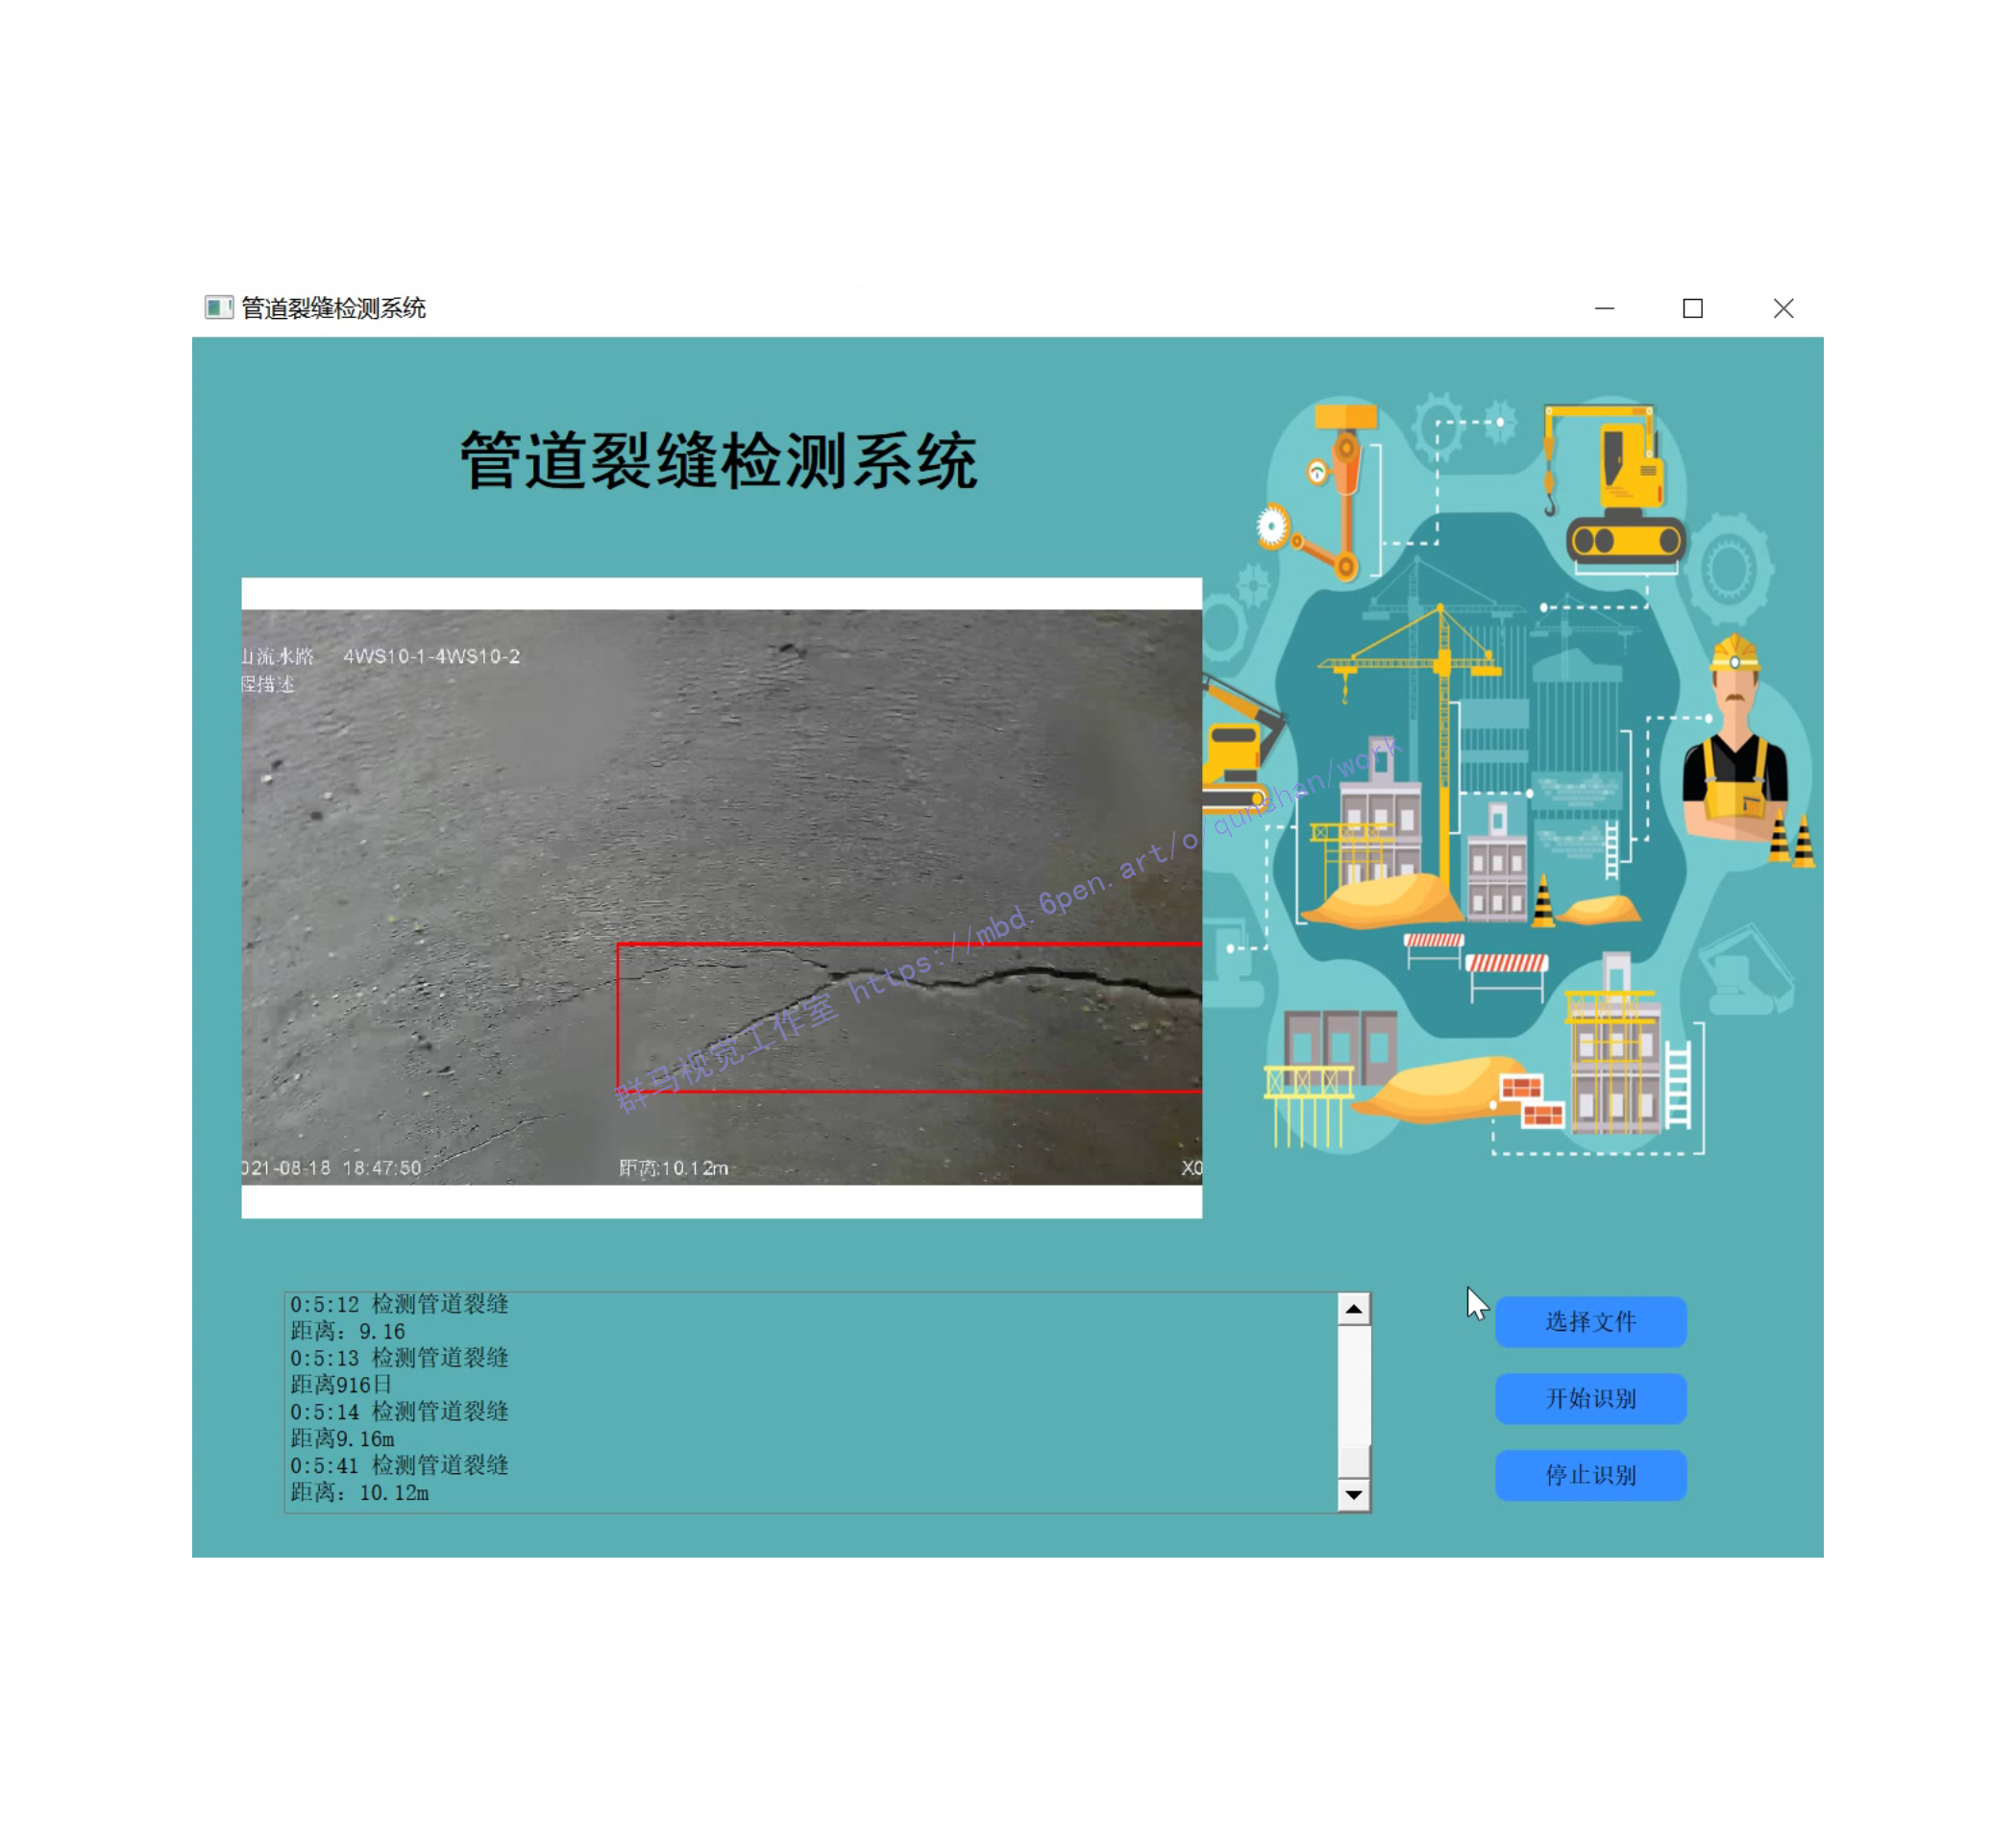 管道裂缝检测系统
管道裂缝检测系统
山流水路 4WS10-1-4WS10-2
程描述
群马视觉工作室 https://mbd.6pen.art/o/qunshan/work
021-08-18 18:47:50 距离:10.12m X0
0:5:12 检测管道裂缝
距离：9.16
0:5:13 检测管道裂缝
距离916日
0:5:14 检测管道裂缝
距离9.16m
0:5:41 检测管道裂缝
距离：10.12m
选择文件
开始识别
停止识别